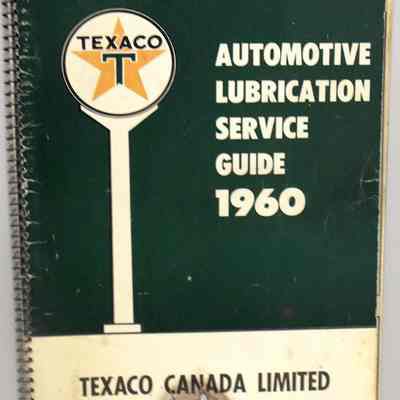 TEXACO
T
AUTOMOTIVE
LUBRICATION
SERVICE
GUIDE
1960
TEXACO CANADA LIMITED